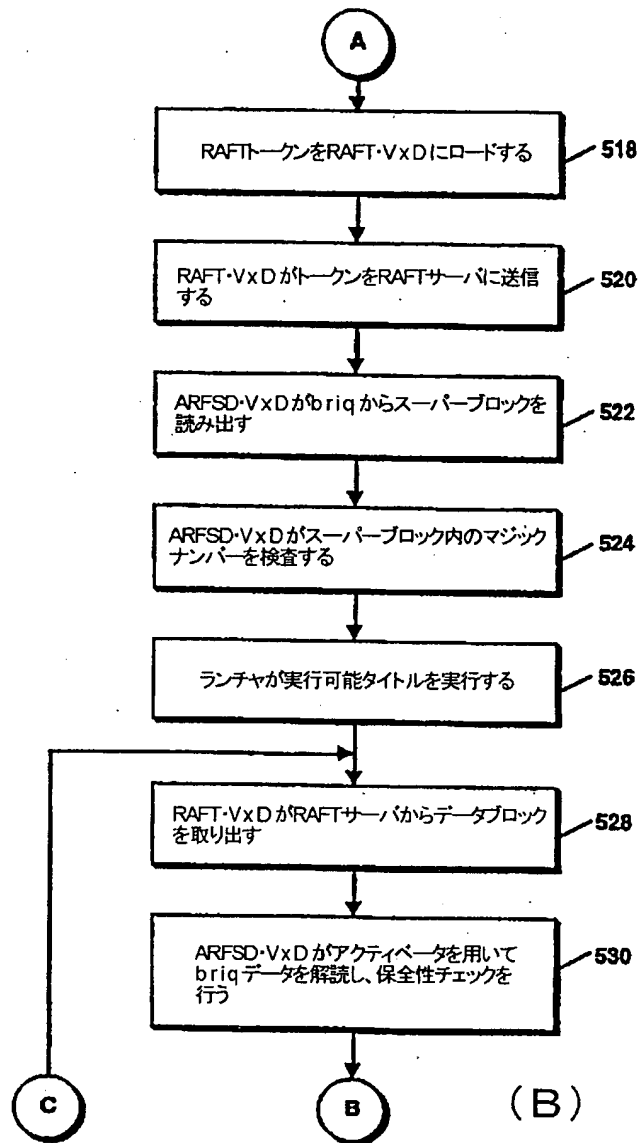 A
RAFTトークンをRAFT・VxDにロードする
518
RAFT・VxDがトークンをRAFTサーバに送信
する
520
ARFSD・VxDがbriqからスーパーブロックを
読み出す
522
ARFSD・VxDがスーパーブロック内のマジック
ナンバーを検査する
524
ランチャが実行可能タイトルを実行する
526
RAFT・VxDがRAFTサーバからデータブロック
を取り出す
528
ARFSD・VxDがアクティベータを用いて
briqデータを解読し、保全性チェックを
行う
530
C
B
(B)